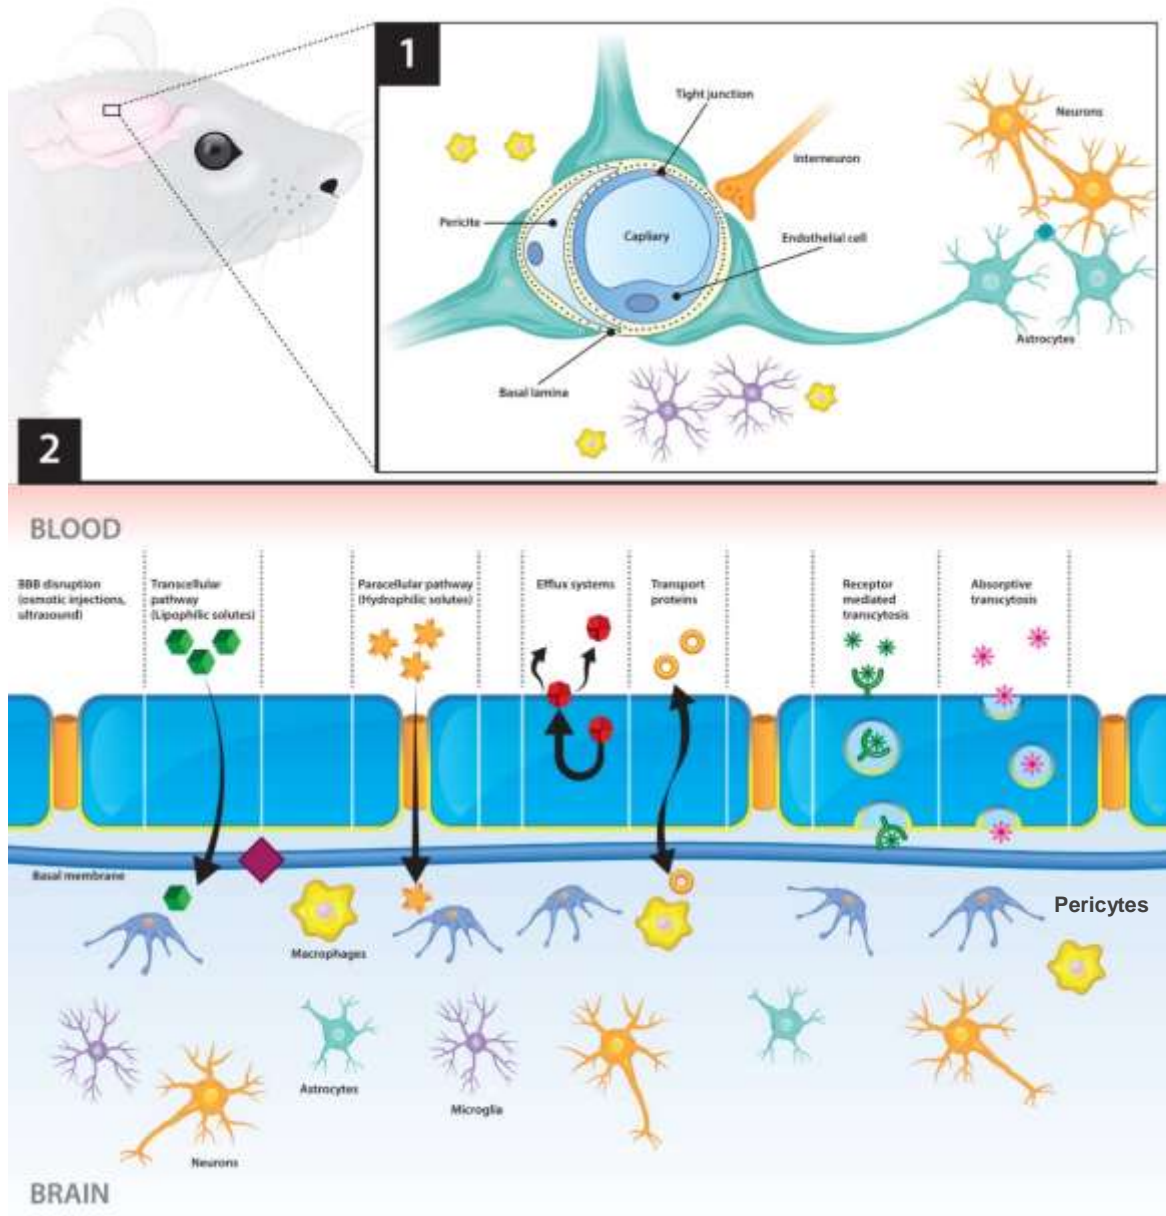 1
Tight junction
Neurons
Interneuron
Pericite
Capliary
Endothelial cell
Astrocytes
Basal lamina
2
BLOOD
BBB disruption
(osmotic injections,
ultrasound)
Transcellular
pathway
(Lipophilic solutes)
Paracellular pathway
(Hydrophilic solutes)
Efflux systems
Transport
proteins
Receptor
mediated
transcytosis
Absorptive
transcytosis
Basal membrane
Pericytes
Macrophages
Astrocytes
Microglia
Neurons
BRAIN